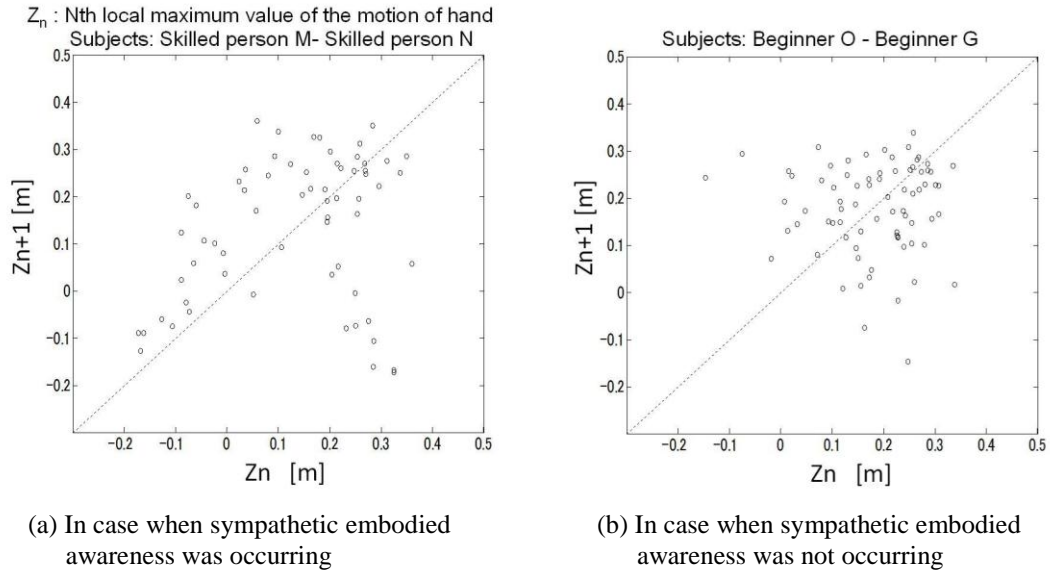 Zn : Nth local maximum value of the motion of hand
Subjects: Skilled person M- Skilled person N
0.5
0.4
0.3
0.2
0.1
0
−0.1
−0.2
Zn+1 [m]
−0.2 −0.1 0 0.1 0.2 0.3 0.4 0.5
Zn [m]
(a) In case when sympathetic embodied
awareness was occurring
Subjects: Beginner O - Beginner G
0.5
0.4
0.3
0.2
0.1
0
−0.1
−0.2
Zn+1 [m]
−0.2 −0.1 0 0.1 0.2 0.3 0.4 0.5
Zn [m]
(b) In case when sympathetic embodied
awareness was not occurring